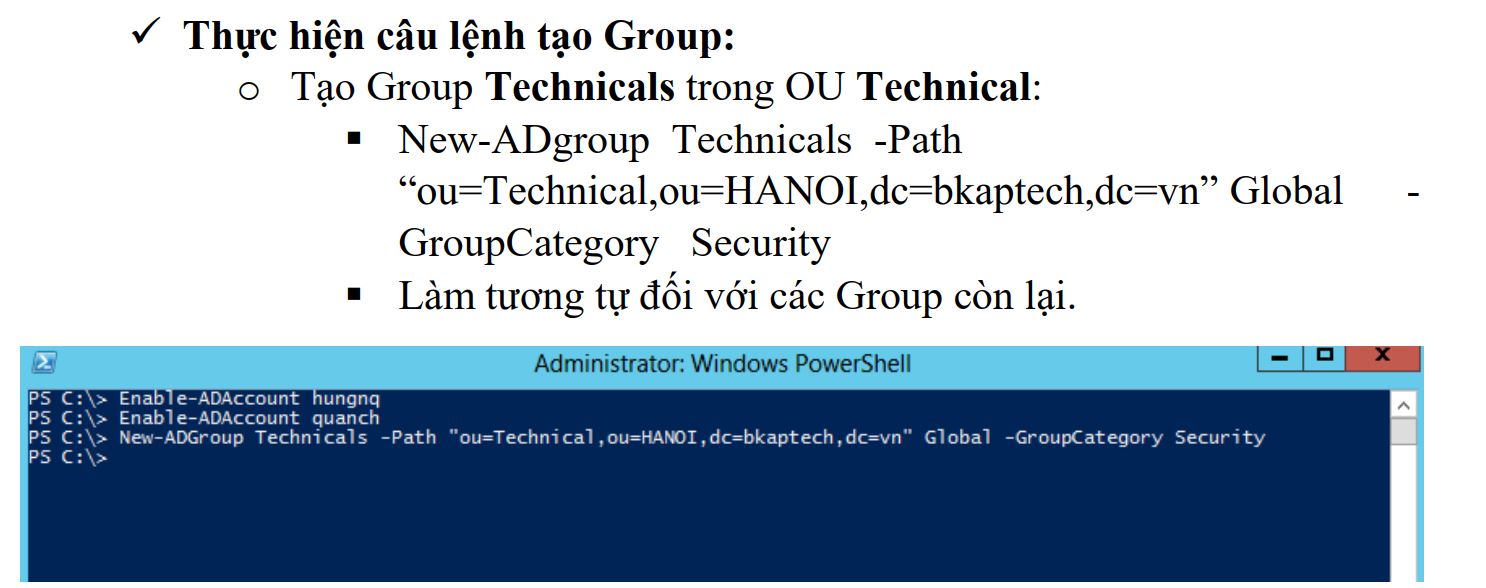 ✓ Thực hiện câu lệnh tạo Group:
o Tạo Group Technicals trong OU Technical:
▪ New-ADgroup Technicals -Path
“ou=Technical,ou=HANOI,dc=bkaptech,dc=vn” Global -
GroupCategory Security
▪ Làm tương tự đối với các Group còn lại.
Administrator: Windows PowerShell
PS C:\> Enable-ADAccount hungnq
PS C:\> Enable-ADAccount quanch
PS C:\> New-ADGroup Technicals -Path "ou=Technical,ou=HANOI,dc=bkaptech,dc=vn" Global -GroupCategory Security
PS C:\>